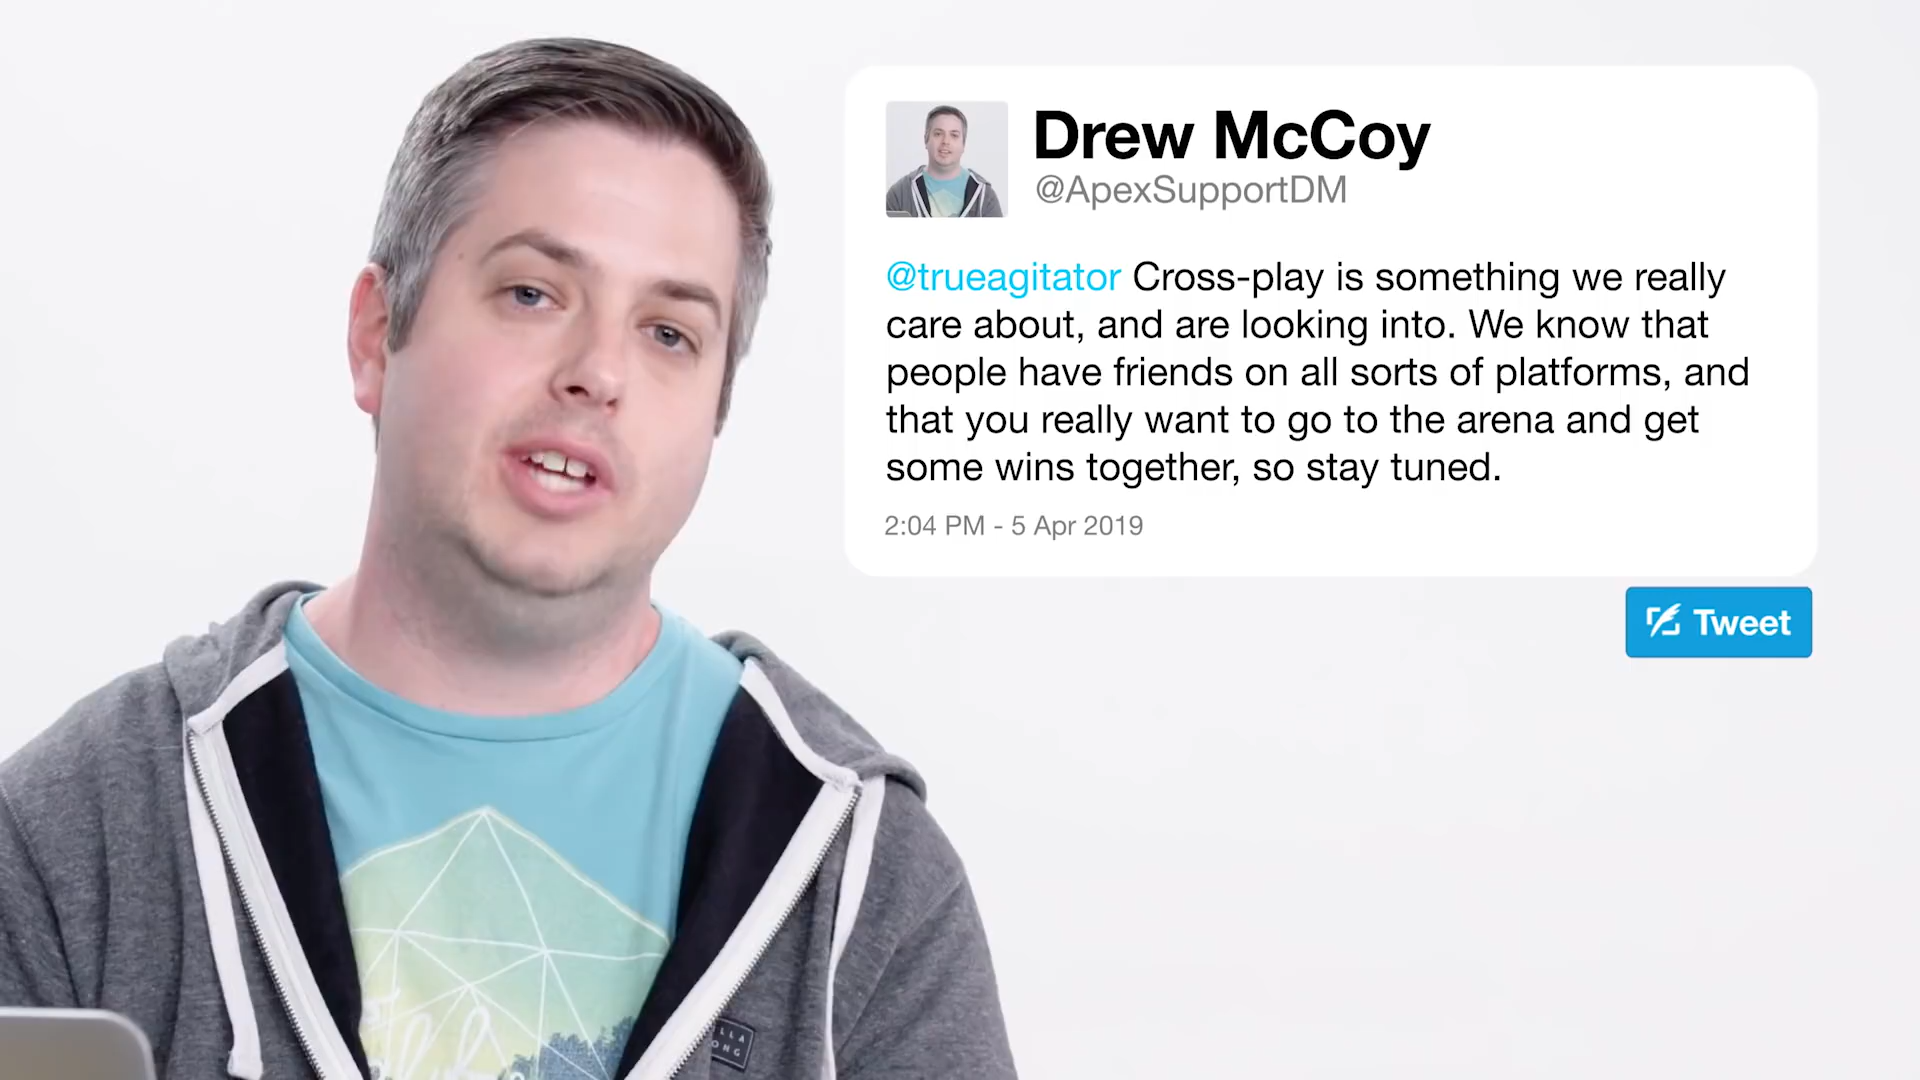 Drew McCoy
@ApexSupportDM
@trueagitator Cross-play is something we really
care about, and are looking into. We know that
people have friends on all sorts of platforms, and
that you really want to go to the arena and get
some wins together, so stay tuned.
2:04 PM - 5 Apr 2019
Tweet